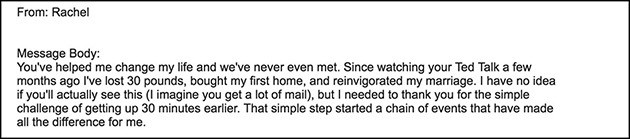 From: Rachel
Message Body:
You've helped me change my life and we've never even met. Since watching your Ted Talk a few
months ago I've lost 30 pounds, bought my first home, and reinvigorated my marriage. I have no idea
if you'll actually see this (I imagine you get a lot of mail), but I needed to thank you for the simple
challenge of getting up 30 minutes earlier. That simple step started a chain of events that have made
all the difference for me.